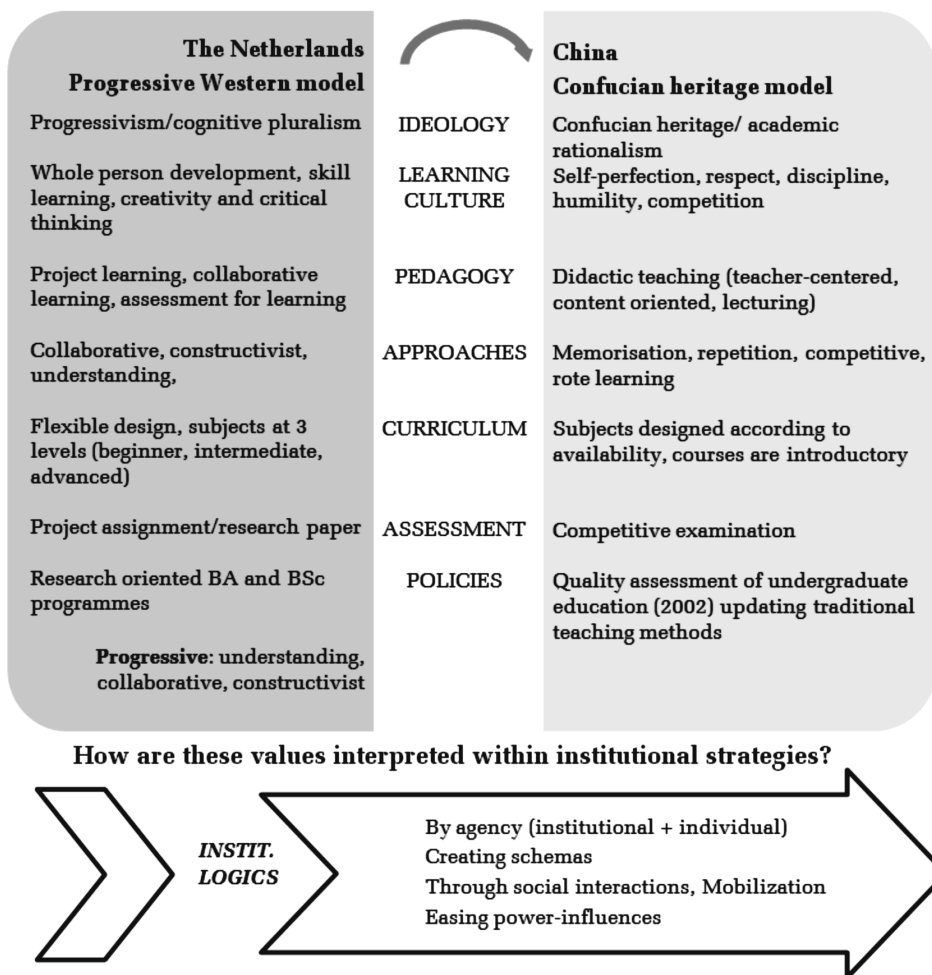 The Netherlands
Progressive Western model
China
Confucian heritage model
Progressivism/cognitive pluralism
IDEOLOGY
Confucian heritage/ academic
rationalism
Whole person development, skill
learning, creativity and critical
thinking
LEARNING
CULTURE
Self-perfection, respect, discipline,
humility, competition
Project learning, collaborative
learning, assessment for learning
PEDAGOGY
Didactic teaching (teacher-centered,
content oriented, lecturing)
Collaborative, constructivist,
understanding,
APPROACHES
Memorisation, repetition, competitive,
rote learning
Flexible design, subjects at 3
levels (beginner, intermediate,
advanced)
CURRICULUM
Subjects designed according to
availability, courses are introductory
Project assignment/research paper
ASSESSMENT
Competitive examination
Research oriented BA and BSc
programmes
POLICIES
Quality assessment of undergraduate
education (2002) updating traditional
teaching methods
Progressive: understanding,
collaborative, constructivist
How are these values interpreted within institutional strategies?
INSTIT.
LOGICS
By agency (institutional + individual)
Creating schemas
Through social interactions, Mobilization
Easing power-influences